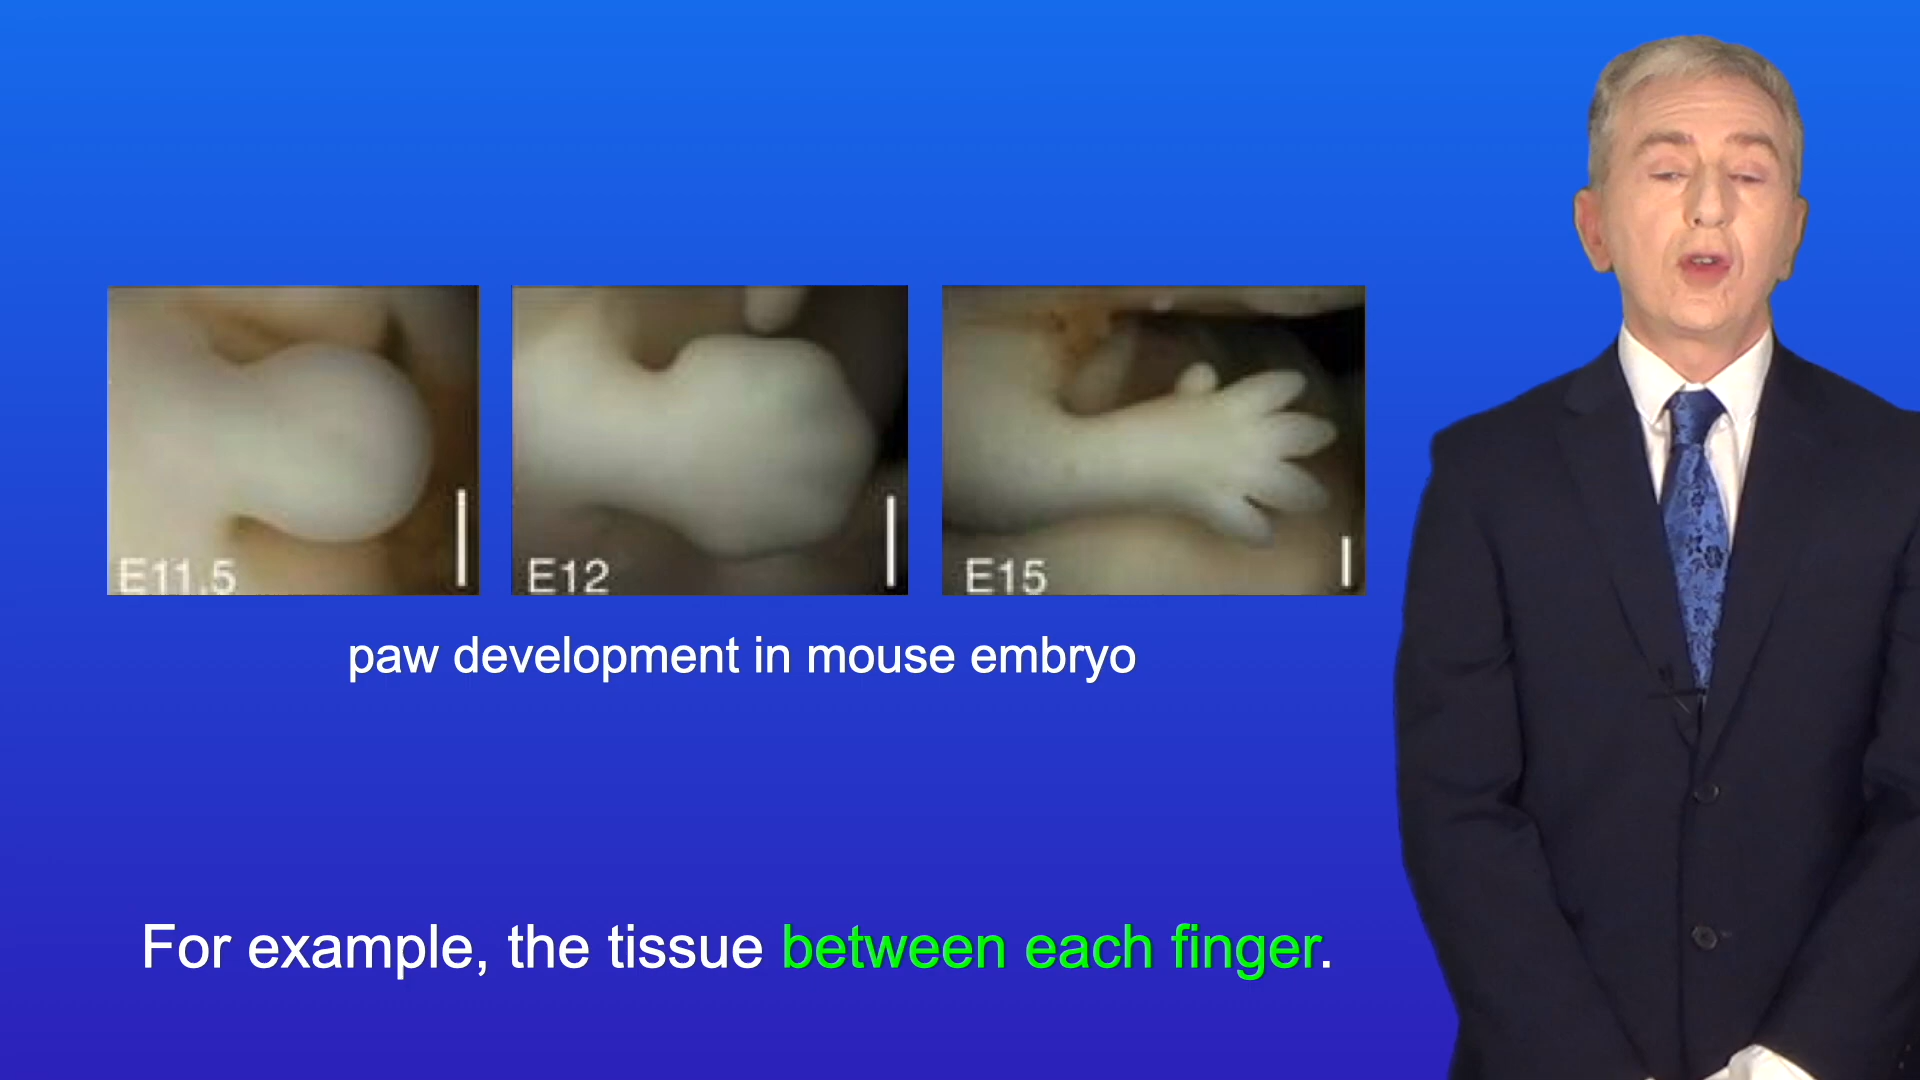 E11.5
E12
E15
paw development in mouse embryo
For example, the tissue between each finger.